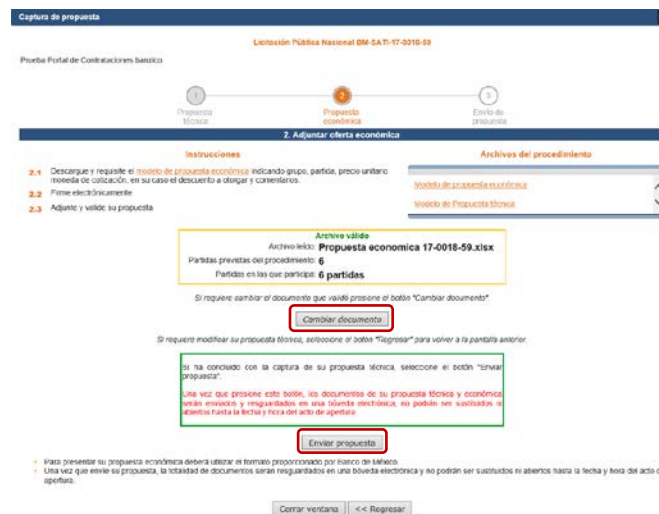 Captura de propuesta
Licitación Pública Nacional BM-SATI-17-0018-59
Prueba Portal de Contrataciones banxico
1
2
3
Propuesta
técnica
Propuesta
económica
Envío de
propuesta
2. Adjuntar oferta económica
Instrucciones
2.1 Descargue y requisite el modelo de propuesta económica indicando grupo, partida, precio unitario
moneda de cotización, en su caso el descuento a otorgar y comentarios.
2.2 Firme electrónicamente
2.3 Adjunte y valide su propuesta
Archivos del procedimiento
Modelo de propuesta económica
Modelo de Propuesta técnica
Archivo válido
Archivo leído: Propuesta economica 17-0018-59.xlsx
Partidas previstas del procedimiento: 6
Partidas en las que participa: 6 partidas
Si requiere cambiar el documento que validó presione el botón "Cambiar documento"
Cambiar documento
Si requiere modificar su propuesta técnica, seleccione el botón "Regresar" para volver a la pantalla anterior.
Si ha concluido con la captura de su propuesta técnica, seleccione el botón "Enviar
propuesta".
Una vez que presione este botón, los documentos de su propuesta técnica y económica
serán enviados y resguardados en una bóveda electrónica, no podrán ser sustituidos ni
abiertos hasta la fecha y hora del acto de apertura.
Enviar propuesta
• Para presentar su propuesta económica deberá utilizar el formato proporcionado por Banco de México.
• Una vez que envíe su propuesta, la totalidad de documentos serán resguardados en una bóveda electrónica y no podrán ser sustituidos ni abiertos hasta la fecha y hora del acto de
apertura.
Cerrar ventana
<< Regresar